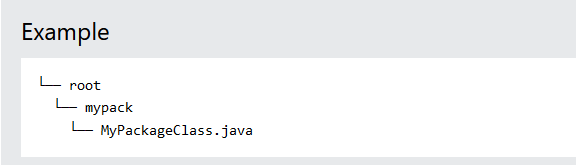 Example
└── root
  └── mypack
    └── MyPackageClass.java